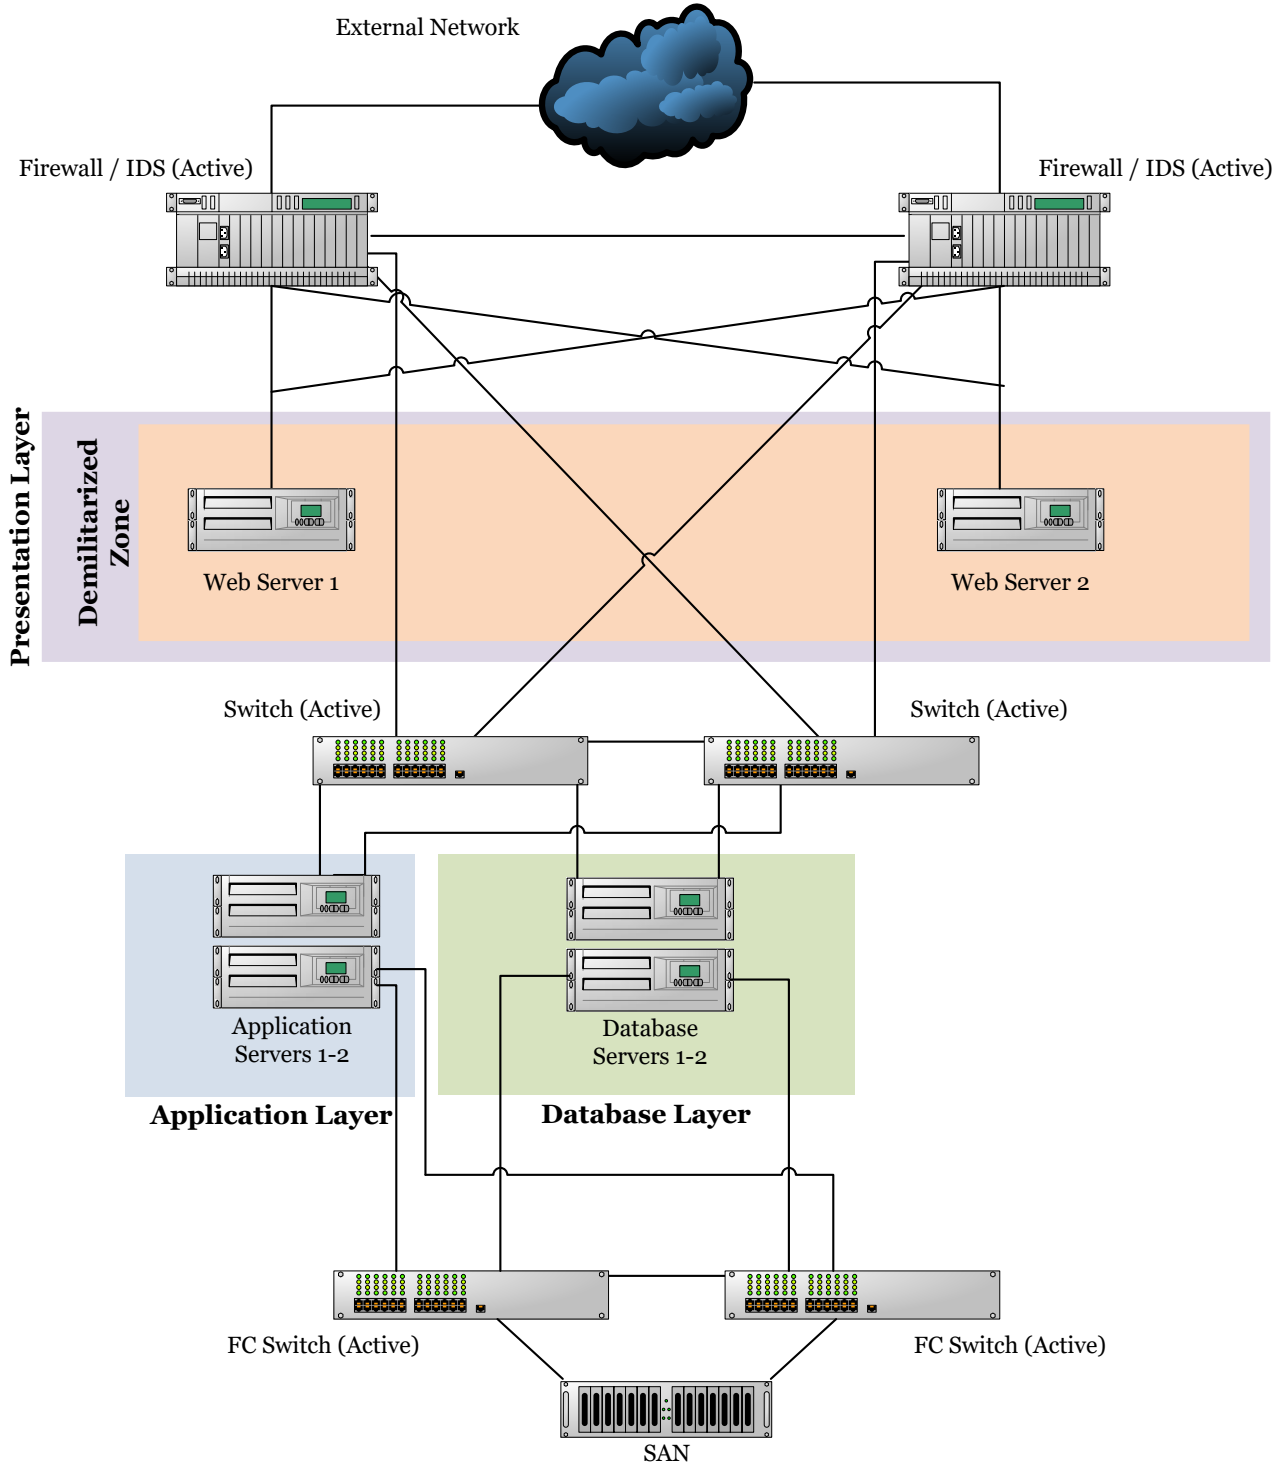 External Network
Firewall / IDS (Active)
Firewall / IDS (Active)
Presentation Layer
Demilitarized
Zone
Web Server 1
Web Server 2
Switch (Active)
Switch (Active)
Application
Servers 1-2
Database
Servers 1-2
Application Layer
Database Layer
FC Switch (Active)
FC Switch (Active)
SAN